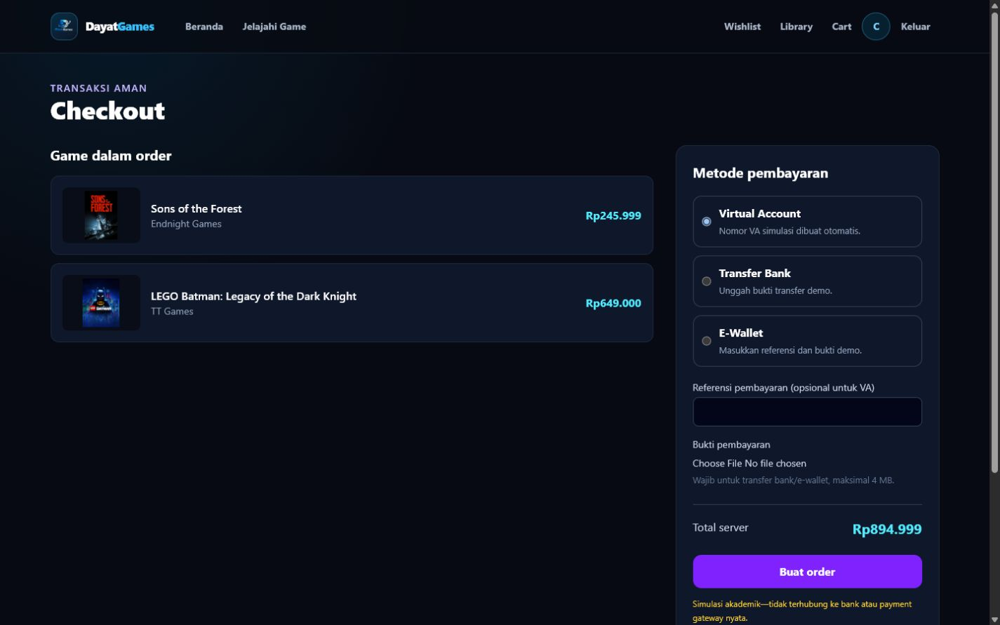 DayatGames
Beranda
Jelajahi Game
Wishlist
Library
Cart
C
Keluar
TRANSAKSI AMAN
Checkout
Game dalam order
SONS
FOREST
Sons of the Forest
Endnight Games
Rp245.999
BATMAN
LEGO Batman: Legacy of the Dark Knight
TT Games
Rp649.000
Metode pembayaran
Virtual Account
Nomor VA simulasi dibuat otomatis.
Transfer Bank
Unggah bukti transfer demo.
E-Wallet
Masukkan referensi dan bukti demo.
Referensi pembayaran (opsional untuk VA)
Bukti pembayaran
Choose File No file chosen
Wajib untuk transfer bank/e-wallet, maksimal 4 MB.
Total server
Rp894.999
Buat order
Simulasi akademik—tidak terhubung ke bank atau payment
gateway nyata.